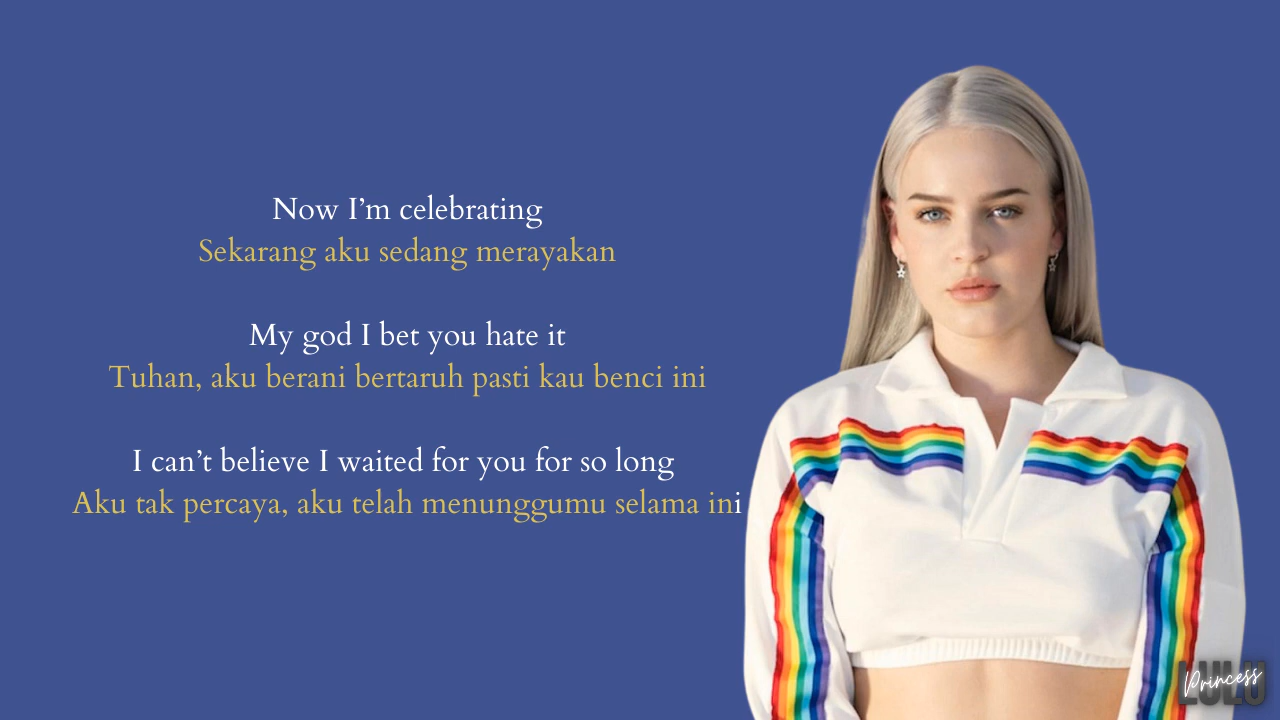 Now I'm celebrating
Sekarang aku sedang merayakan
My god I bet you hate it
Tuhan, aku berani bertaruh pasti kau benci ini
I can't believe I waited for you for so long
Aku tak percaya, aku telah menunggumu selama ini
LULU
Princess